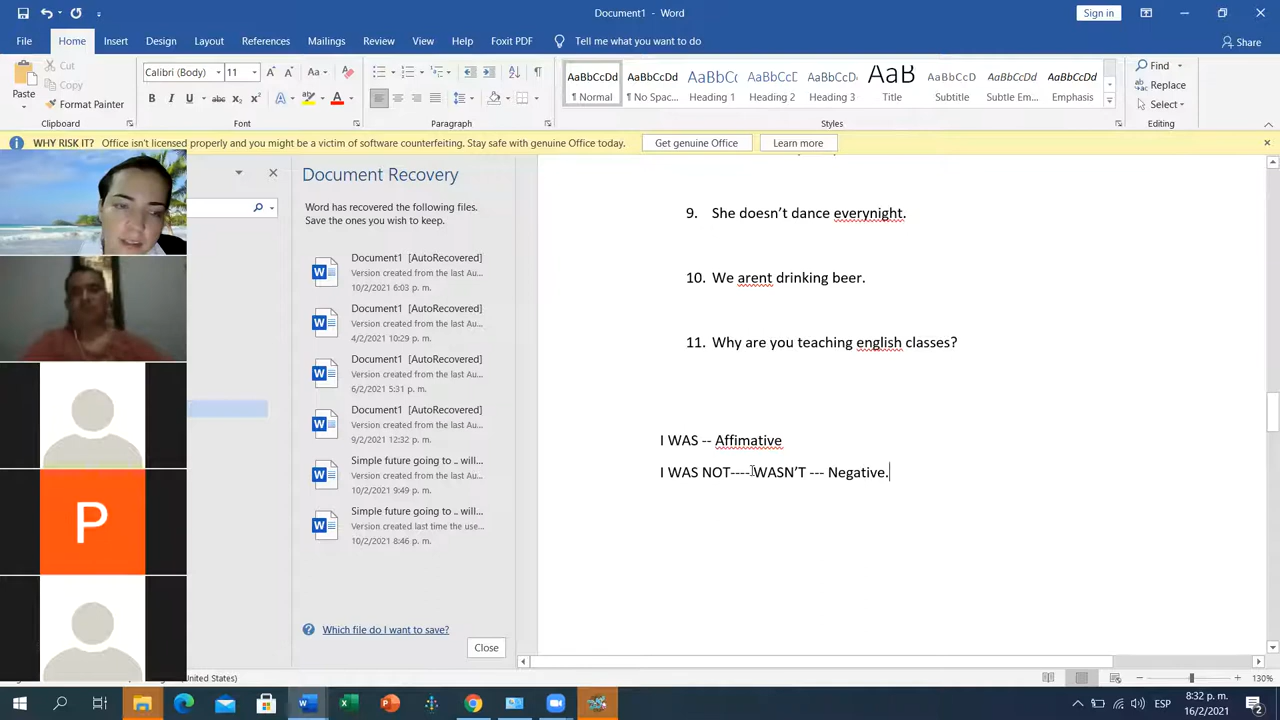 Document1 - Word
Sign in
File Home Insert Design Layout References Mailings Review View Help Foxit PDF Tell me what you want to do
Share
Paste
Cut
Copy
Format Painter
Clipboard
Calibri (Body) 11
Font
Paragraph
AaBbCcDd
¶ Normal
AaBbCcDd
¶ No Spac...
AaBbC
Heading 1
AaBbCcC
Heading 2
AaBbCcD
Heading 3
AaB
Title
AaBbCcD
Subtitle
AaBbCcDd
Subtle Em...
AaBbCcDd
Emphasis
Styles
Find
Replace
Select
Editing
WHY RISK IT? Office isn't licensed properly and you might be a victim of software counterfeiting. Stay safe with genuine Office today.
Get genuine Office
Learn more
Document Recovery
Word has recovered the following files.
Save the ones you wish to keep.
Document1 [AutoRecovered]
Version created from the last Au...
10/2/2021 6:03 p. m.
Document1 [AutoRecovered]
Version created from the last Au...
4/2/2021 10:29 p. m.
Document1 [AutoRecovered]
Version created from the last Au...
6/2/2021 5:31 p. m.
Document1 [AutoRecovered]
Version created from the last Au...
9/2/2021 12:32 p. m.
Simple future going to .. will...
Version created from the last Au...
10/2/2021 9:49 p. m.
Simple future going to .. will...
Version created last time the use...
10/2/2021 8:46 p. m.
Which file do I want to save?
Close
9. She doesn't dance everynight.
10. We arent drinking beer.
11. Why are you teaching english classes?
I WAS -- Affimative
I WAS NOT-----WASN'T --- Negative.
P
(United States)
130%
ESP
8:32 p. m.
16/2/2021
2